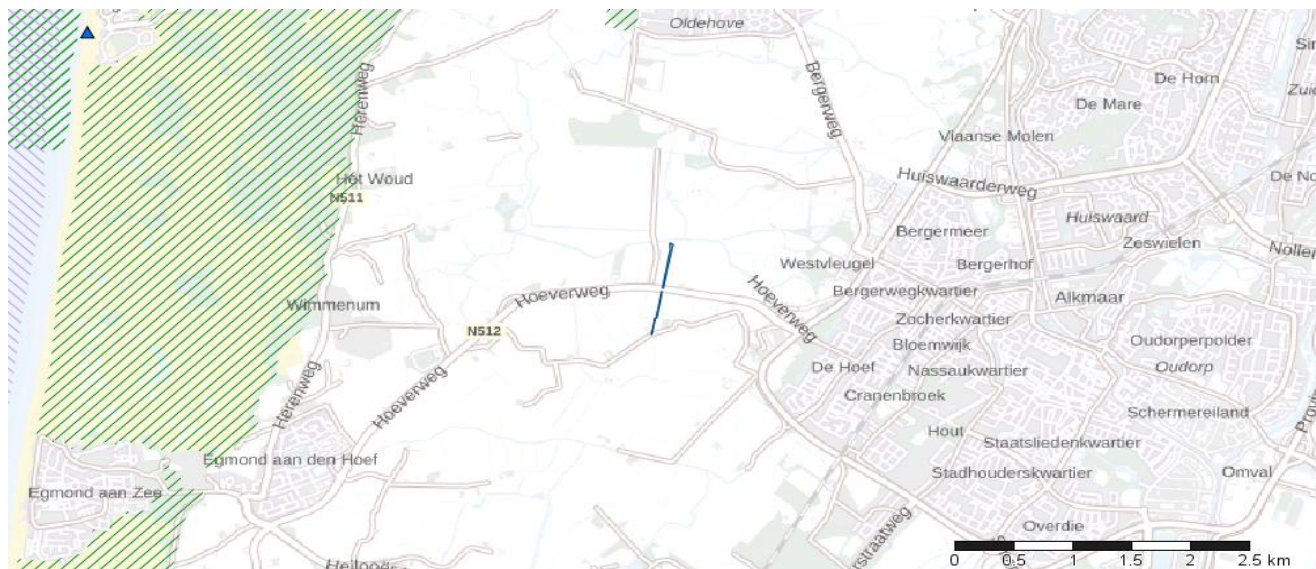 Oldehove
Bergerweg
De Horn
De Mare
Vlaanse Molen
Herenweg
Het Woud
N511
Huiswaarderweg
Huiswaard
Bergermeer
Zeswielen
Westvleugel
Bergerhof
Bergerwegkwartier
Alkmaar
Wimmenum
Hoeverweg
Hoeverweg
N512
Zocherkwartier
Bloemwijk
Oudorperpolder
Oudorp
De Hoef
Nassaukwartier
Cranenbroek
Herenweg
Hoeverweg
Schermereiland
Hout
Staatsliedenkwartier
Egmond aan den Hoef
Stadhouderskwartier
Omval
Egmond aan Zee
Overdie
0 0.5 1 1.5 2 2.5 km